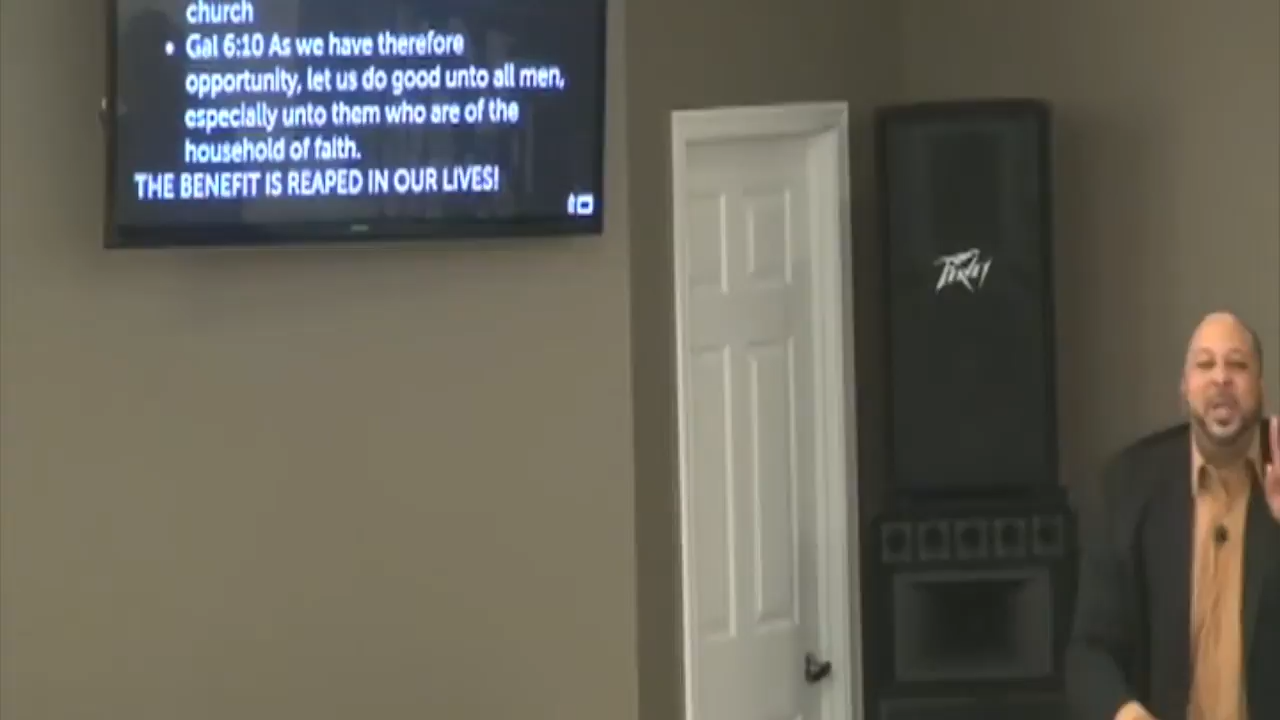 church
• Gal 6:10 As we have therefore
opportunity, let us do good unto all men,
especially unto them who are of the
household of faith.
THE BENEFIT IS REAPED IN OUR LIVES!
PEAVEY